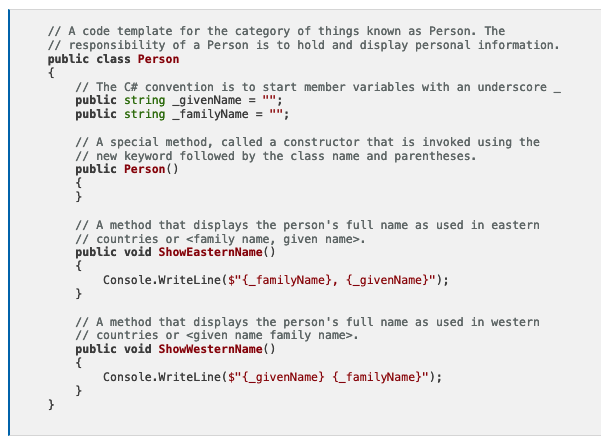 // A code template for the category of things known as Person. The
// responsibility of a Person is to hold and display personal information.
public class Person
{
    // The C# convention is to start member variables with an underscore _
    public string _givenName = "";
    public string _familyName = "";

    // A special method, called a constructor that is invoked using the
    // new keyword followed by the class name and parentheses.
    public Person()
    {
    }

    // A method that displays the person's full name as used in eastern
    // countries or <family name, given name>.
    public void ShowEasternName()
    {
        Console.WriteLine($"{_familyName}, {_givenName}");
    }

    // A method that displays the person's full name as used in western
    // countries or <given name family name>.
    public void ShowWesternName()
    {
        Console.WriteLine($"{_givenName} {_familyName}");
    }
}